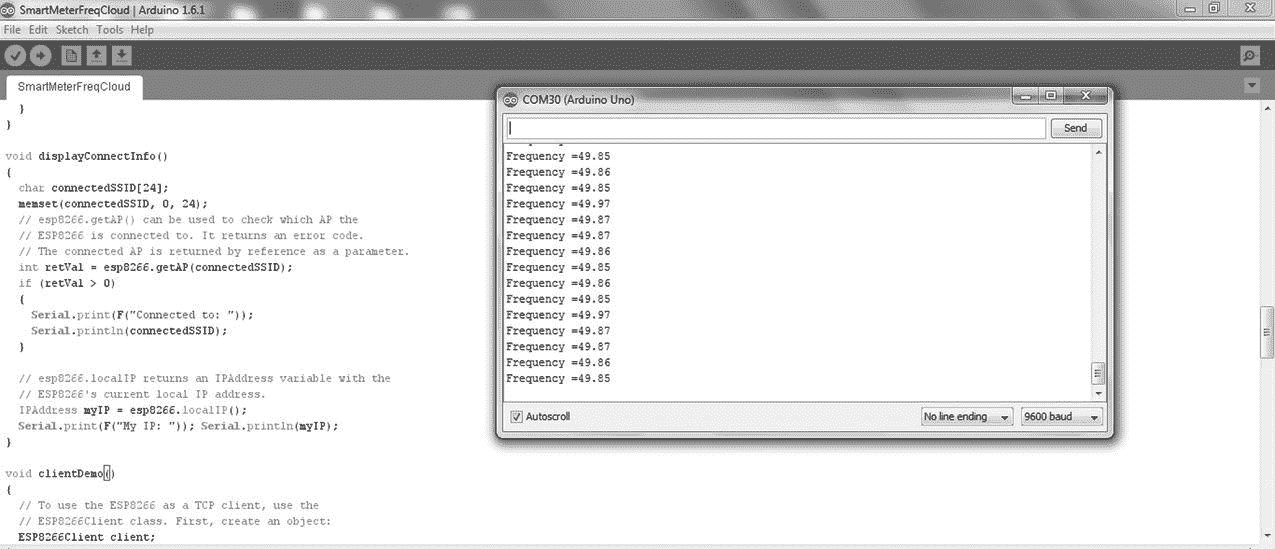 SmartMeterFreqCloud | Arduino 1.6.1
File Edit Sketch Tools Help
SmartMeterFreqCloud
}
}
void displayConnectInfo()
{
char connectedSSID[24];
memset(connectedSSID, 0, 24);
// esp8266.getAP() can be used to check which AP the
// ESP8266 is connected to. It returns an error code.
// The connected AP is returned by reference as a parameter.
int retVal = esp8266.getAP(connectedSSID);
if (retVal > 0)
{
Serial.print(F("Connected to: "));
Serial.println(connectedSSID);
}
// esp8266.localIP returns an IPAddress variable with the
// ESP8266's current local IP address.
IPAddress myIP = esp8266.localIP();
Serial.print(F("My IP: ")); Serial.println(myIP);
}
void clientDemo()
{
// To use the ESP8266 as a TCP client, use the
// ESP8266Client class. First, create an object:
ESP8266Client client;
COM30 (Arduino Uno)
Send
Frequency =49.85
Frequency =49.86
Frequency =49.85
Frequency =49.97
Frequency =49.87
Frequency =49.87
Frequency =49.86
Frequency =49.85
Frequency =49.86
Frequency =49.85
Frequency =49.97
Frequency =49.87
Frequency =49.87
Frequency =49.86
Frequency =49.85
Autoscroll
No line ending
9600 baud